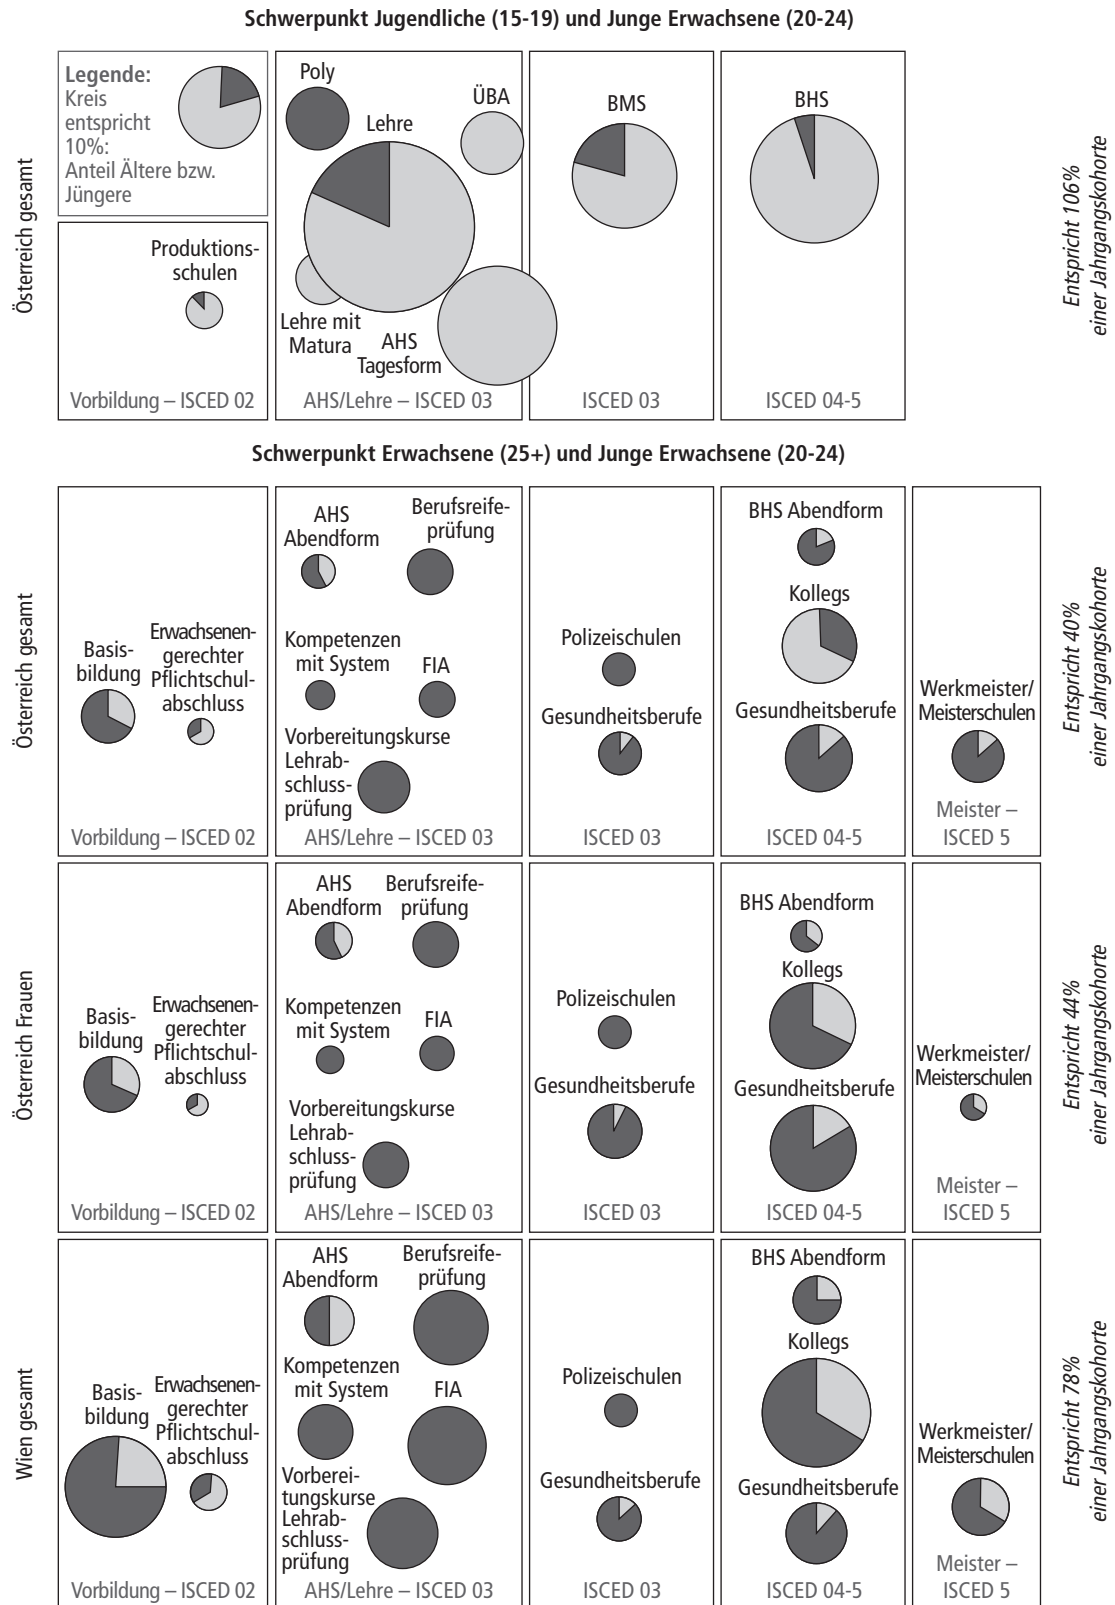 Schwerpunkt Jugendliche (15-19) und Junge Erwachsene (20-24)
Österreich gesamt
Legende:
Kreis
entspricht
10%:
Anteil Ältere bzw.
Jüngere
Produktions-
schulen
Vorbildung – ISCED 02
Poly
ÜBA
Lehre
Lehre mit
Matura
AHS
Tagesform
AHS/Lehre – ISCED 03
BMS
ISCED 03
BHS
ISCED 04-5
Entspricht 106%
einer Jahrgangskohorte
Schwerpunkt Erwachsene (25+) und Junge Erwachsene (20-24)
Österreich gesamt
Basis-
bildung
Erwachsenen-
gerechter
Pflichtschul-
abschluss
Vorbildung – ISCED 02
AHS
Abendform
Berufsreife-
prüfung
Kompetenzen
mit System
FIA
Vorbereitungskurse
Lehrab-
schluss-
prüfung
AHS/Lehre – ISCED 03
Polizeischulen
Gesundheitsberufe
ISCED 03
BHS Abendform
Kollegs
Gesundheitsberufe
ISCED 04-5
Werkmeister/
Meisterschulen
Meister –
ISCED 5
Entspricht 40%
einer Jahrgangskohorte
Österreich Frauen
Basis-
bildung
Erwachsenen-
gerechter
Pflichtschul-
abschluss
Vorbildung – ISCED 02
AHS
Abendform
Berufsreife-
prüfung
Kompetenzen
mit System
FIA
Vorbereitungskurse
Lehrab-
schluss-
prüfung
AHS/Lehre – ISCED 03
Polizeischulen
Gesundheitsberufe
ISCED 03
BHS Abendform
Kollegs
Gesundheitsberufe
ISCED 04-5
Werkmeister/
Meisterschulen
Meister –
ISCED 5
Entspricht 44%
einer Jahrgangskohorte
Wien gesamt
Basis-
bildung
Erwachsenen-
gerechter
Pflichtschul-
abschluss
Vorbildung – ISCED 02
AHS
Abendform
Berufsreife-
prüfung
Kompetenzen
mit System
FIA
Vorberei-
tungskurse
Lehrab-
schluss-
prüfung
AHS/Lehre – ISCED 03
Polizeischulen
Gesundheitsberufe
ISCED 03
BHS Abendform
Kollegs
Gesundheitsberufe
ISCED 04-5
Werkmeister/
Meisterschulen
Meister –
ISCED 5
Entspricht 78%
einer Jahrgangskohorte